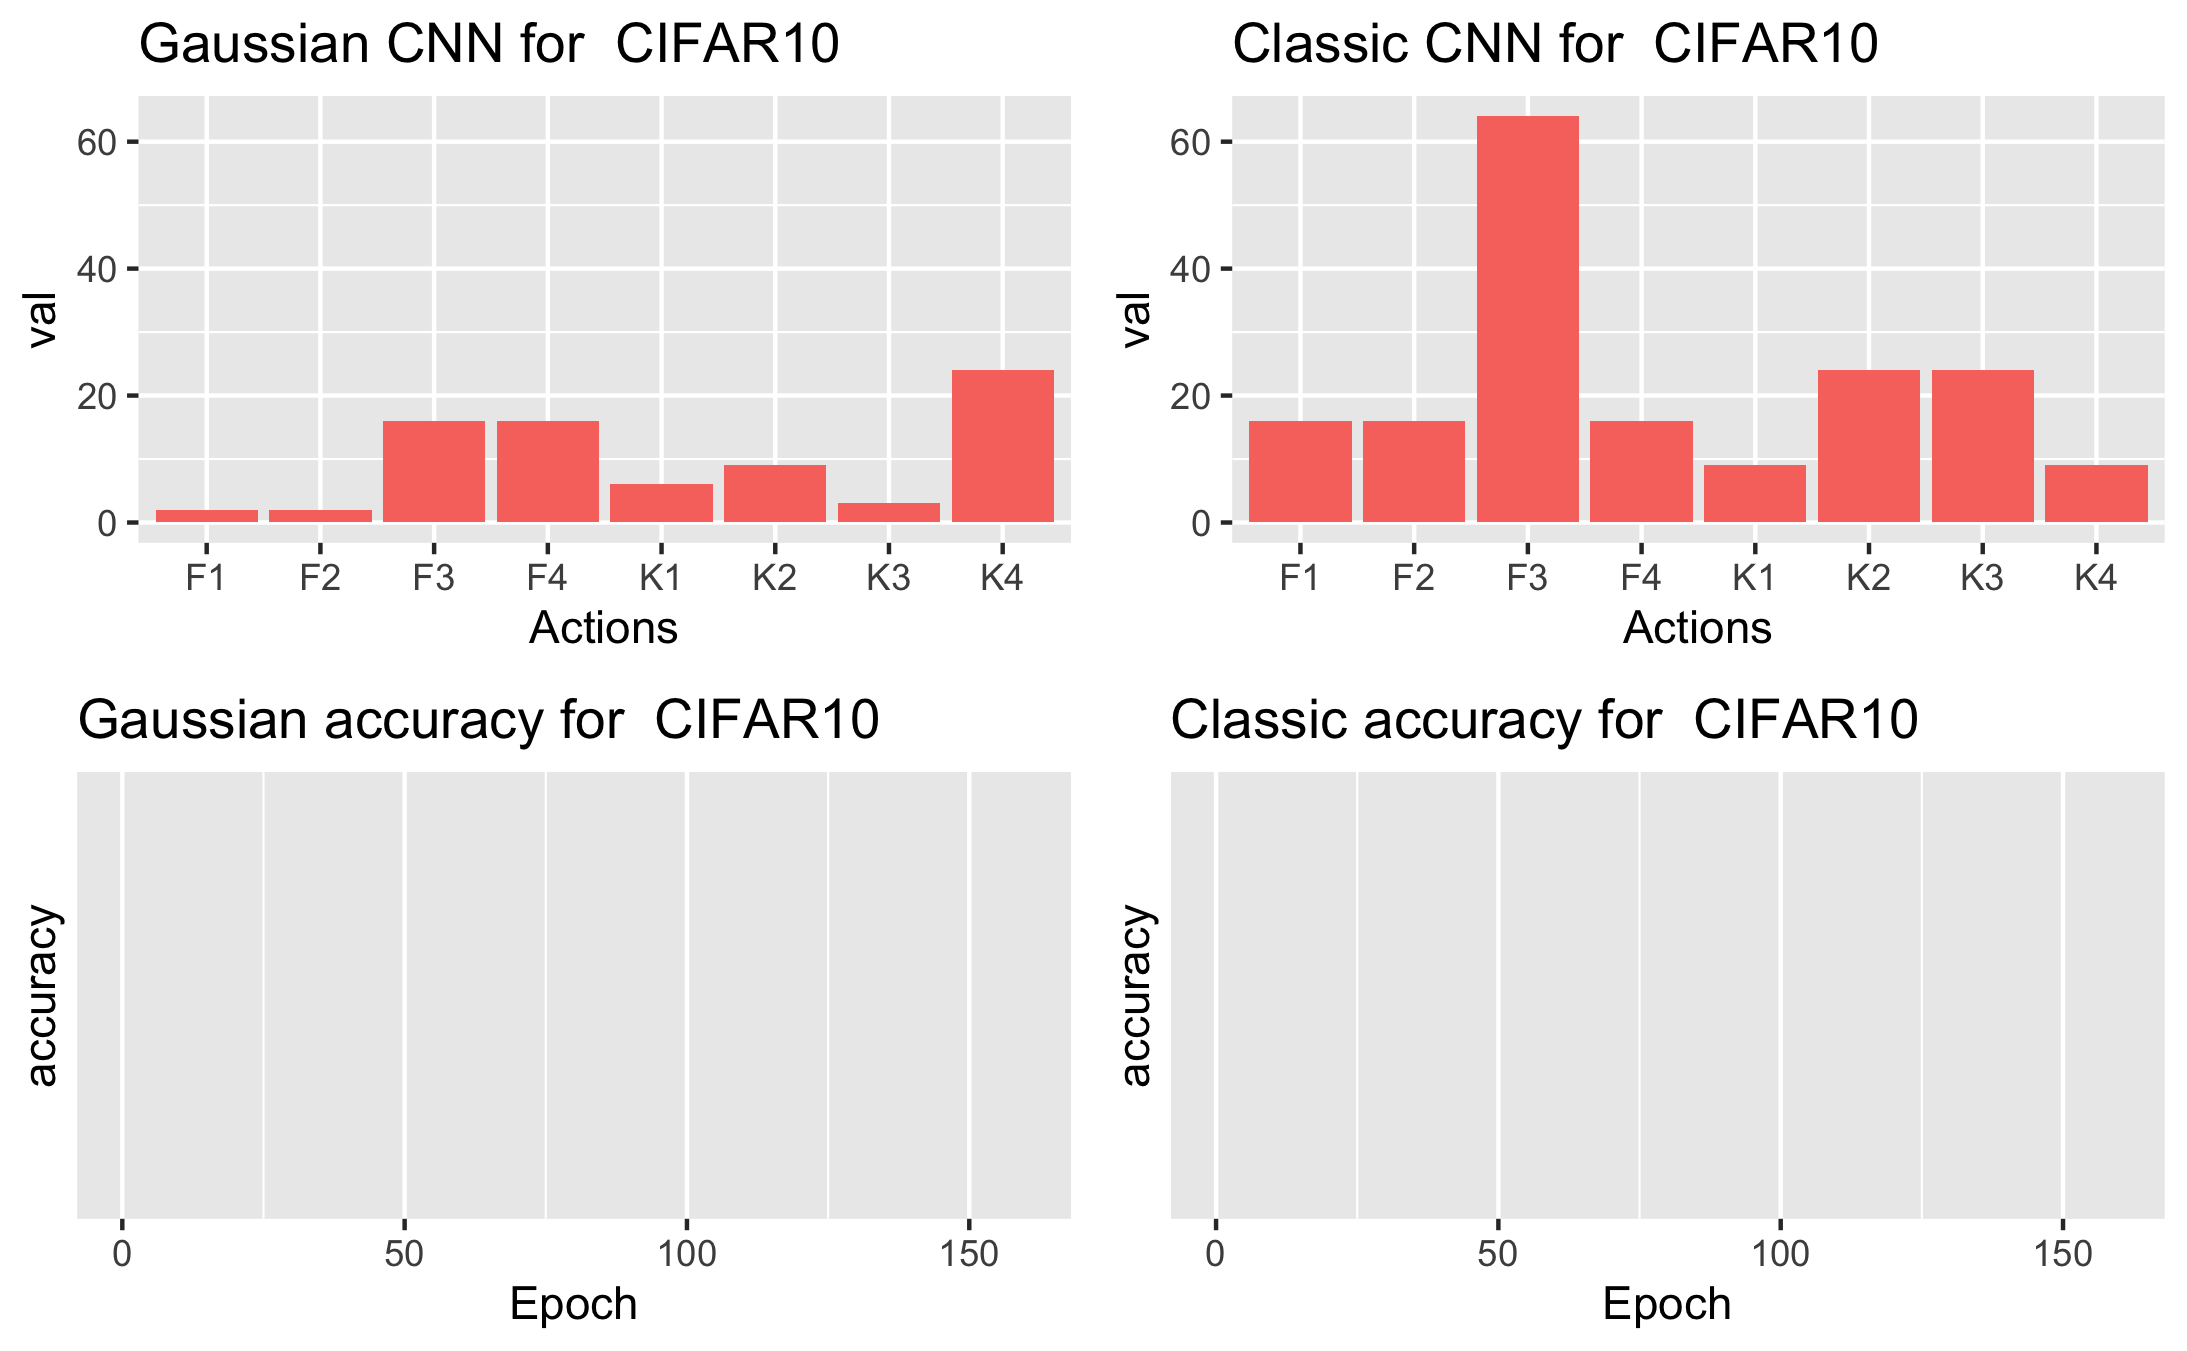 Gaussian CNN for  CIFAR10
val
60
40
20
0
F1 F2 F3 F4 K1 K2 K3 K4
Actions
Classic CNN for  CIFAR10
val
60
40
20
0
F1 F2 F3 F4 K1 K2 K3 K4
Actions
Gaussian accuracy for  CIFAR10
accuracy
0 50 100 150
Epoch
Classic accuracy for  CIFAR10
accuracy
0 50 100 150
Epoch